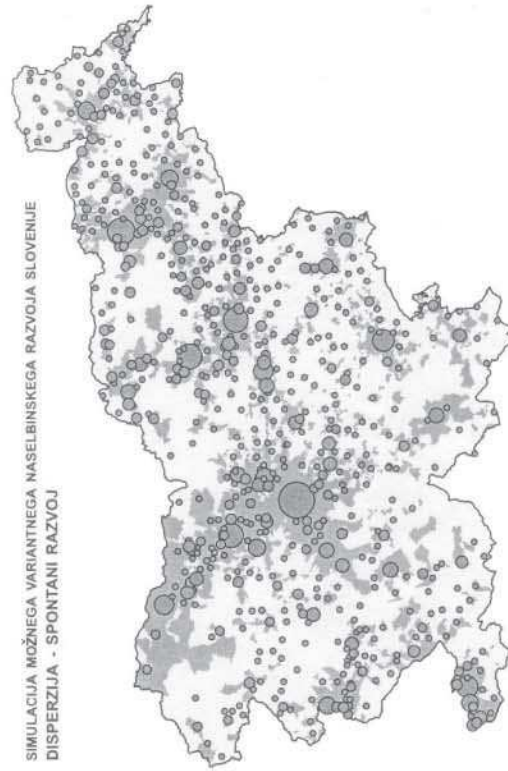 SIMULACIJA MOŽNEGA VARIANTNEGA NASELBINSKEGA RAZVOJA SLOVENIJE
DISPERZIJA - SPONTANI RAZVOJ